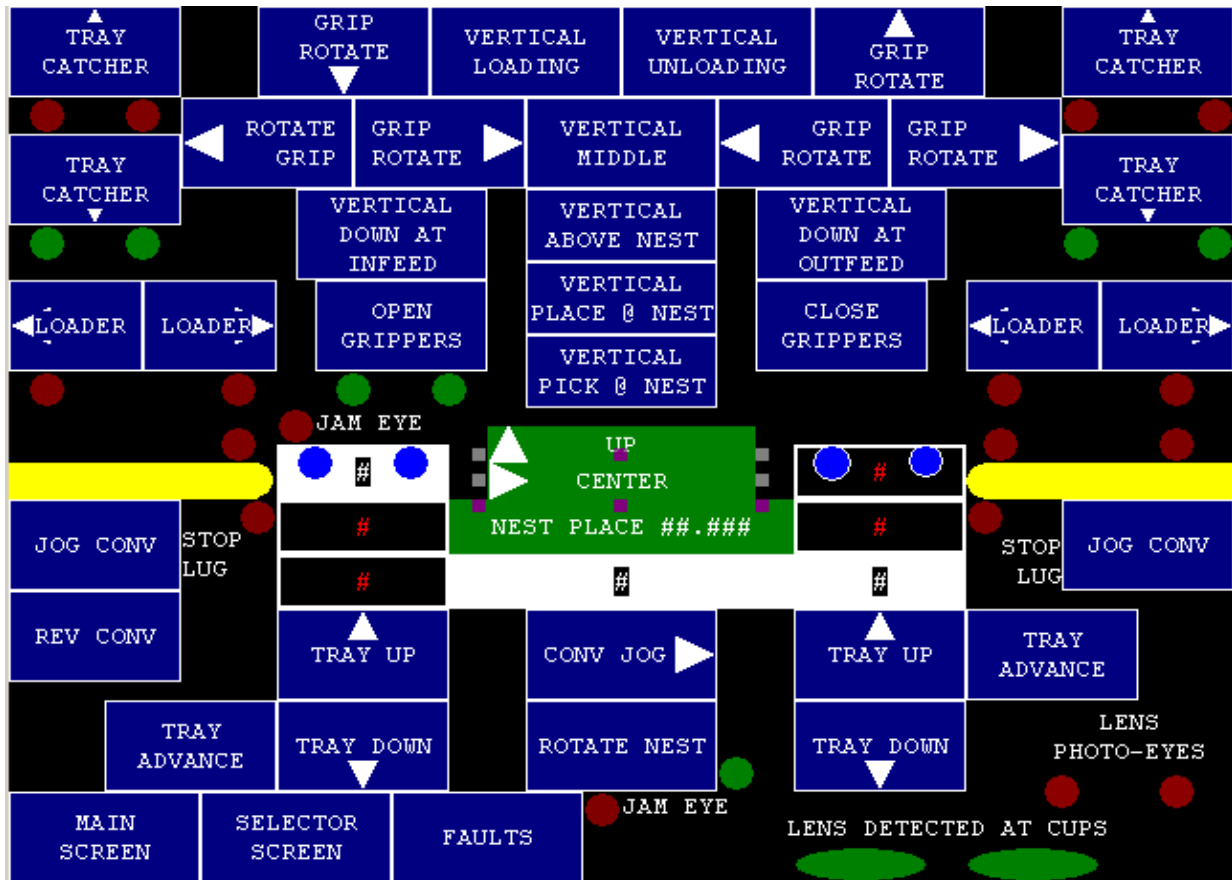 TRAY
CATCHER
GRIP
ROTATE
VERTICAL
LOADING
VERTICAL
UNLOADING
GRIP
ROTATE
TRAY
CATCHER
ROTATE
GRIP
GRIP
ROTATE
VERTICAL
MIDDLE
GRIP
ROTATE
GRIP
ROTATE
TRAY
CATCHER
TRAY
CATCHER
VERTICAL
DOWN AT
INFEED
VERTICAL
ABOVE NEST
VERTICAL
DOWN AT
OUTFEED
LOADER
LOADER
OPEN
GRIPPERS
VERTICAL
PLACE @ NEST
CLOSE
GRIPPERS
LOADER
LOADER
VERTICAL
PICK @ NEST
JAM EYE
UP
#
CENTER
#
#
NEST PLACE ##.###
#
JOG CONV
STOP
LUG
STOP
LUG
JOG CONV
#
#
#
REV CONV
TRAY UP
CONV JOG
TRAY UP
TRAY
ADVANCE
TRAY
ADVANCE
TRAY DOWN
ROTATE NEST
TRAY DOWN
LENS
PHOTO-EYES
MAIN
SCREEN
SELECTOR
SCREEN
FAULTS
JAM EYE
LENS DETECTED AT CUPS